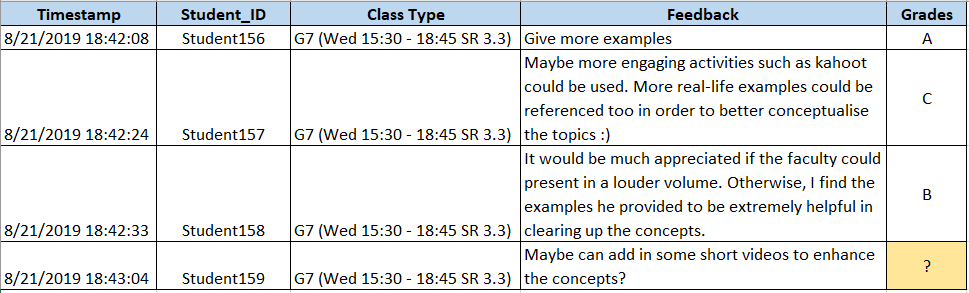 Timestamp Student_ID Class Type Feedback Grades
8/21/2019 18:42:08 Student156 G7 (Wed 15:30 - 18:45 SR 3.3) Give more examples A
Maybe more engaging activities such as kahoot
could be used. More real-life examples could be
referenced too in order to better conceptualise
8/21/2019 18:42:24 Student157 G7 (Wed 15:30 - 18:45 SR 3.3) the topics :) C
It would be much appreciated if the faculty could
present in a louder volume. Otherwise, I find the
examples he provided to be extremely helpful in
8/21/2019 18:42:33 Student158 G7 (Wed 15:30 - 18:45 SR 3.3) clearing up the concepts. B
Maybe can add in some short videos to enhance
8/21/2019 18:43:04 Student159 G7 (Wed 15:30 - 18:45 SR 3.3) the concepts? ?